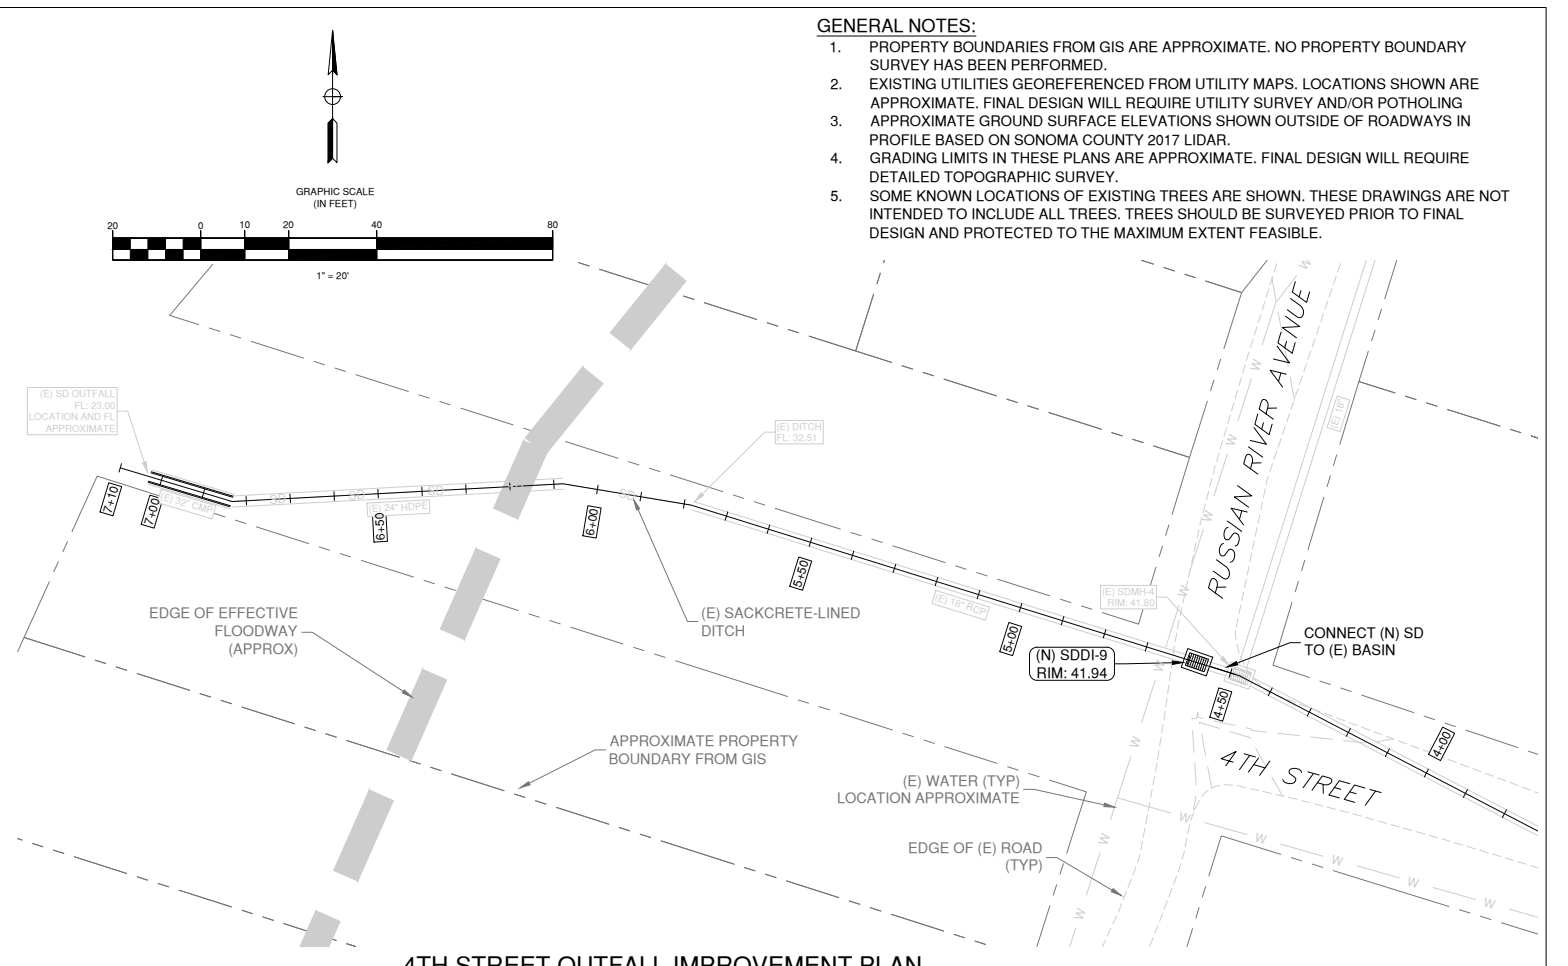 GENERAL NOTES:
1. PROPERTY BOUNDARIES FROM GIS ARE APPROXIMATE. NO PROPERTY BOUNDARY
SURVEY HAS BEEN PERFORMED.
2. EXISTING UTILITIES GEOREFERENCED FROM UTILITY MAPS. LOCATIONS SHOWN ARE
APPROXIMATE. FINAL DESIGN WILL REQUIRE UTILITY SURVEY AND/OR POTHOLING
3. APPROXIMATE GROUND SURFACE ELEVATIONS SHOWN OUTSIDE OF ROADWAYS IN
PROFILE BASED ON SONOMA COUNTY 2017 LIDAR.
4. GRADING LIMITS IN THESE PLANS ARE APPROXIMATE. FINAL DESIGN WILL REQUIRE
DETAILED TOPOGRAPHIC SURVEY.
5. SOME KNOWN LOCATIONS OF EXISTING TREES ARE SHOWN. THESE DRAWINGS ARE NOT
INTENDED TO INCLUDE ALL TREES. TREES SHOULD BE SURVEYED PRIOR TO FINAL
DESIGN AND PROTECTED TO THE MAXIMUM EXTENT FEASIBLE.
GRAPHIC SCALE
(IN FEET)
20 0 10 20 40 80
1" = 20'
RUSSIAN RIVER AVENUE
(E) 18"
(E) SD OUTFALL
FL: 23.00
LOCATION AND FL
APPROXIMATE
(E) DITCH
FL: 32.51
7+10
7+00
(E) 32" CMP
SD
SD
SD
SD
(E) 24" HDPE
6+50
6+00
5+50
(E) 18" RCP
5+00
(E) SDMH-4
RIM: 41.80
EDGE OF EFFECTIVE
FLOODWAY
(APPROX)
(E) SACKCRETE-LINED
DITCH
CONNECT (N) SD
TO (E) BASIN
(N) SDDI-9
RIM: 41.94
4+50
4+00
APPROXIMATE PROPERTY
BOUNDARY FROM GIS
4TH STREET
(E) WATER (TYP)
LOCATION APPROXIMATE
EDGE OF (E) ROAD
(TYP)
W
W
W
W
W
W
W
W
W
W
W
W
W
W
4TH STREET OUTFALL IMPROVEMENT PLAN